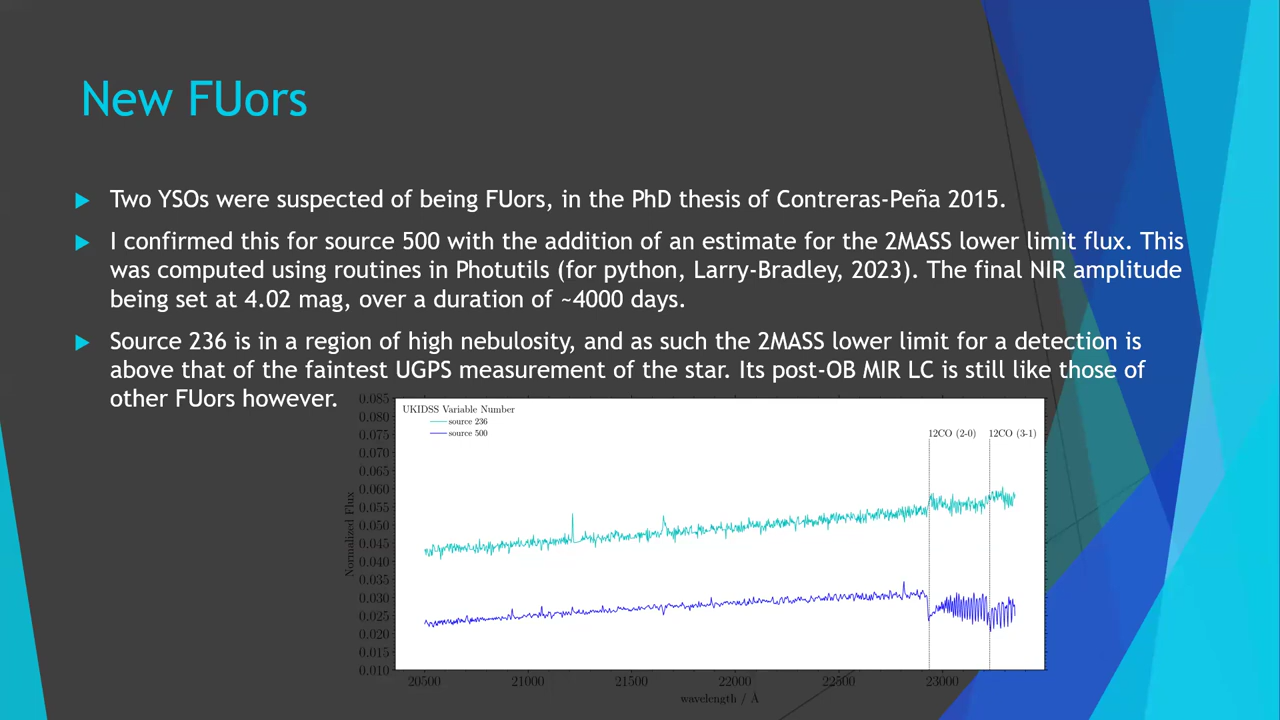 New FUors
Two YSOs were suspected of being FUors, in the PhD thesis of Contreras-Peña 2015.
I confirmed this for source 500 with the addition of an estimate for the 2MASS lower limit flux. This
was computed using routines in Photutils (for python, Larry-Bradley, 2023). The final NIR amplitude
being set at 4.02 mag, over a duration of ~4000 days.
Source 236 is in a region of high nebulosity, and as such the 2MASS lower limit for a detection is
above that of the faintest UGPS measurement of the star. Its post-OB MIR LC is still like those of
other FUors however.
0.085
0.080
0.075
0.070
0.065
0.060
0.055
0.050
0.045
0.040
0.035
0.030
0.025
0.020
0.015
0.010
Normalized Flux
UKIDSS Variable Number
source 236
source 500
12CO (2-0)
12CO (3-1)
20500
21000
21500
22000
22500
23000
wavelength / Å